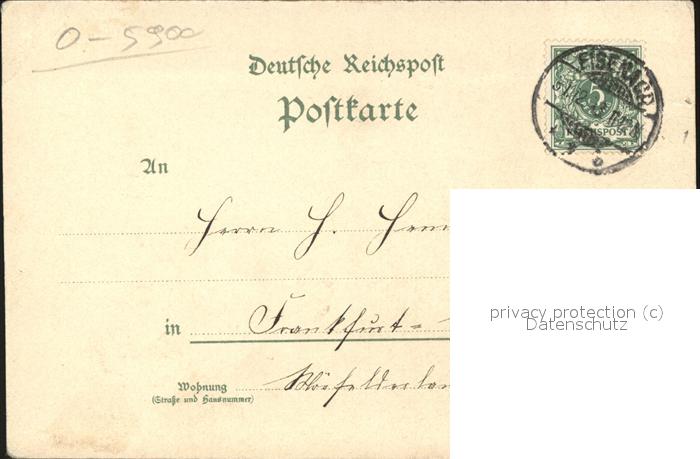 0-5900
Deutsche Reichspost
Postkarte
EISENACH
5
REICHSPOST
An
Herrn H.
privacy protection (c)
Datenschutz
in Frankfurt-
Wohnung
(Straße und Hausnummer)